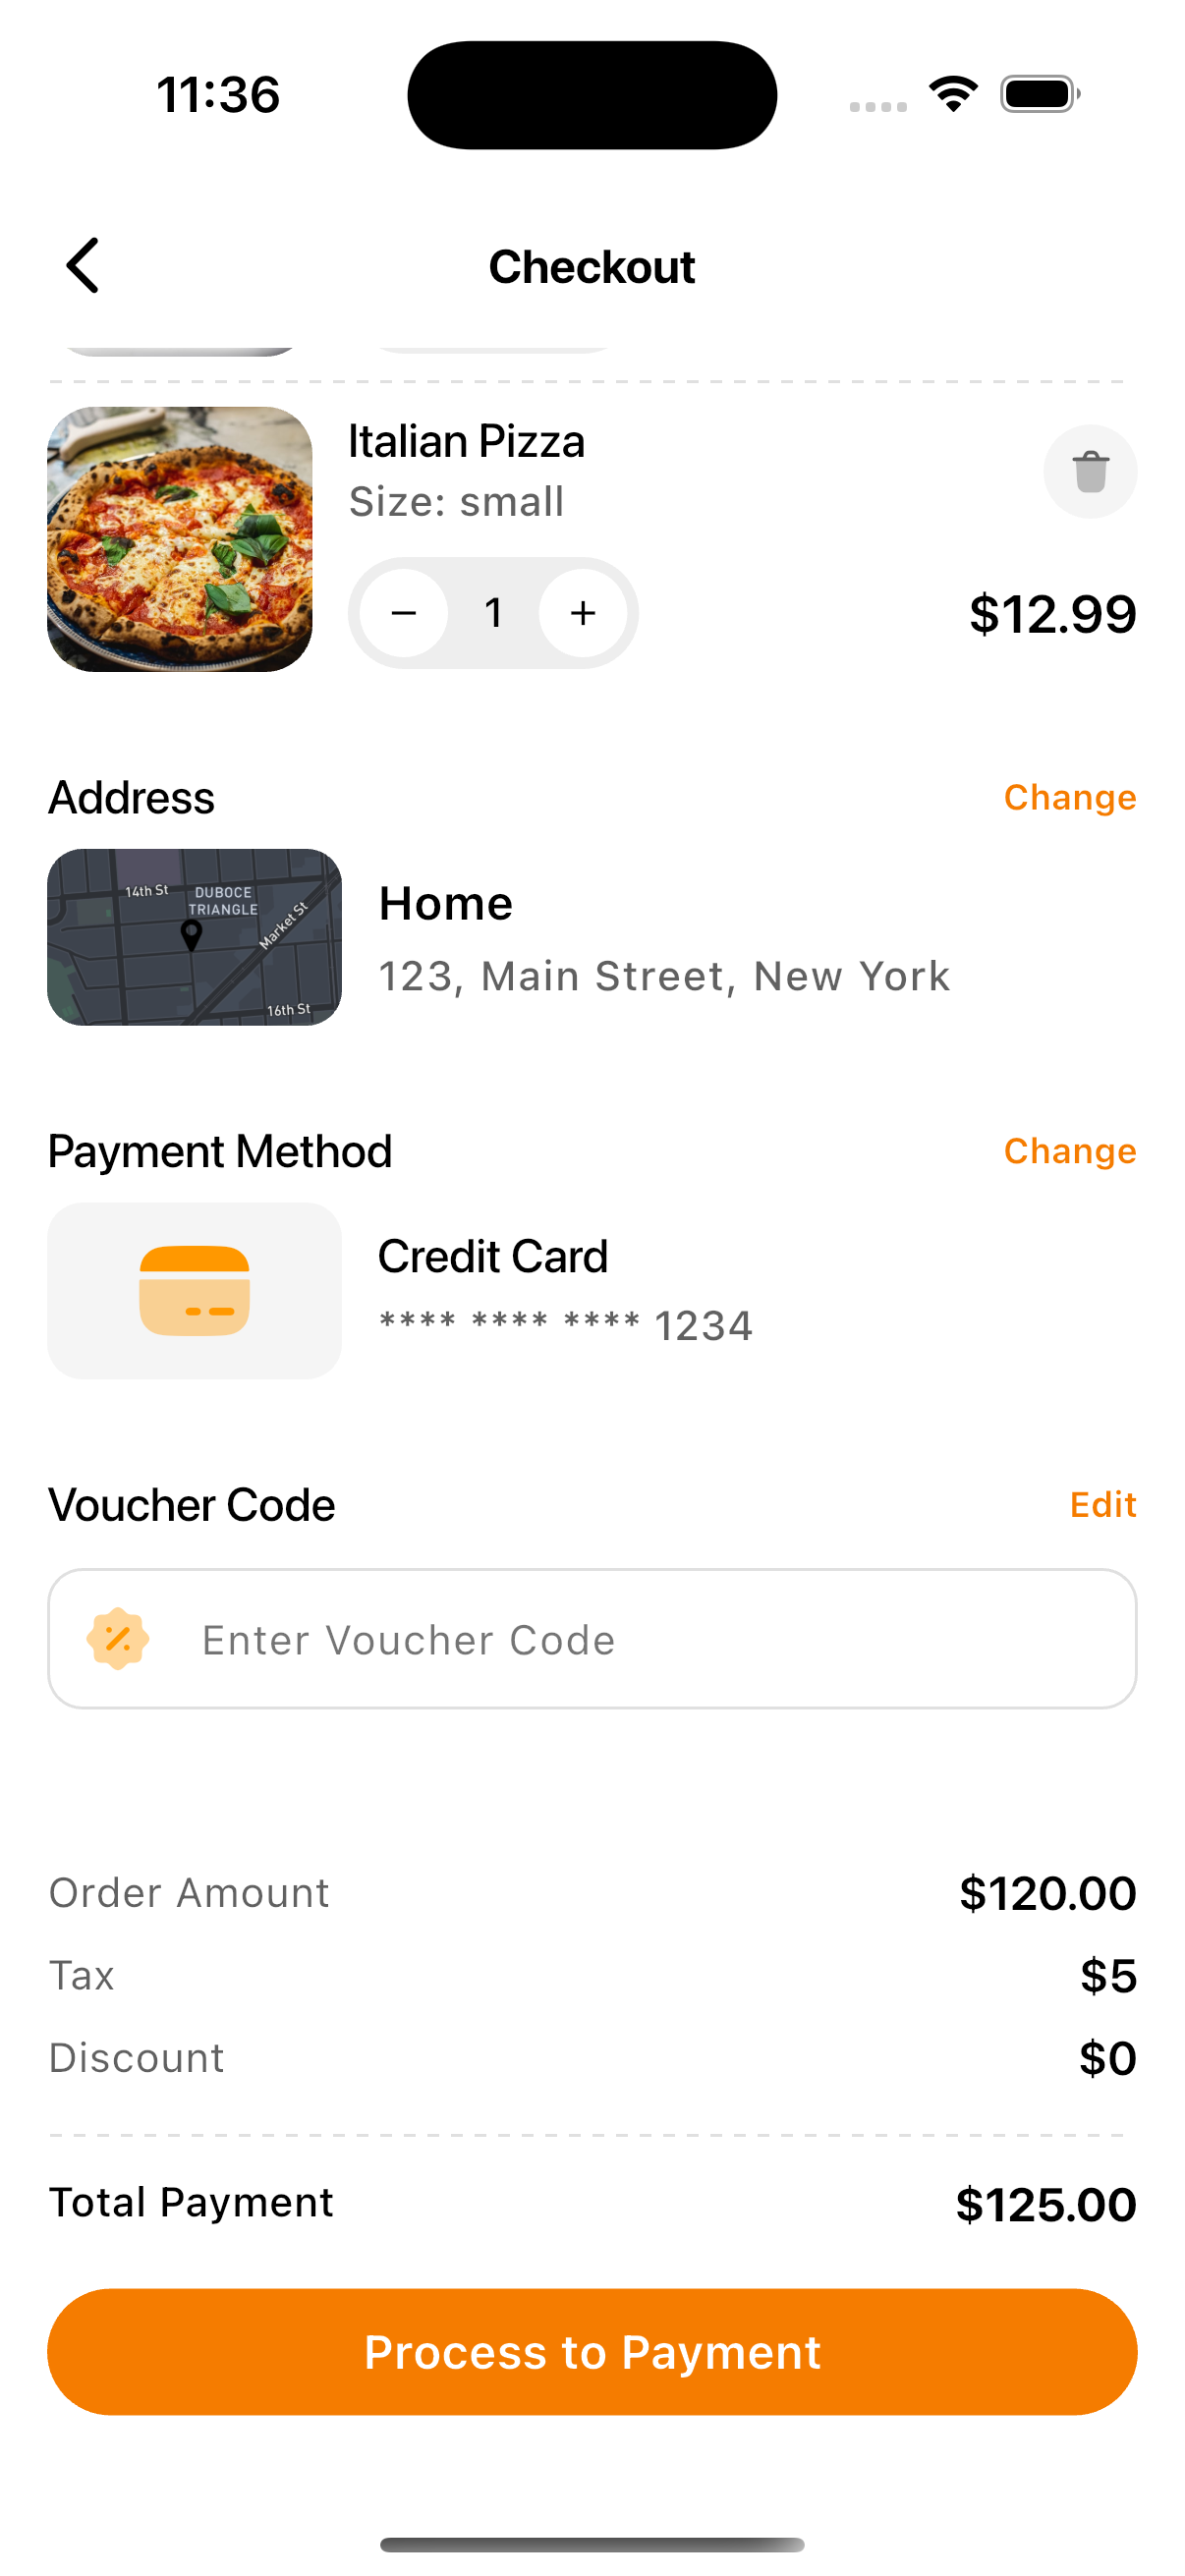 11:36
Checkout
Italian Pizza
Size: small
− 1 +
$12.99
Address
Change
14th St
DUBOCE
TRIANGLE
Market St
16th St
Home
123, Main Street, New York
Payment Method
Change
Credit Card
**** **** **** 1234
Voucher Code
Edit
Enter Voucher Code
Order Amount
$120.00
Tax
$5
Discount
$0
Total Payment
$125.00
Process to Payment